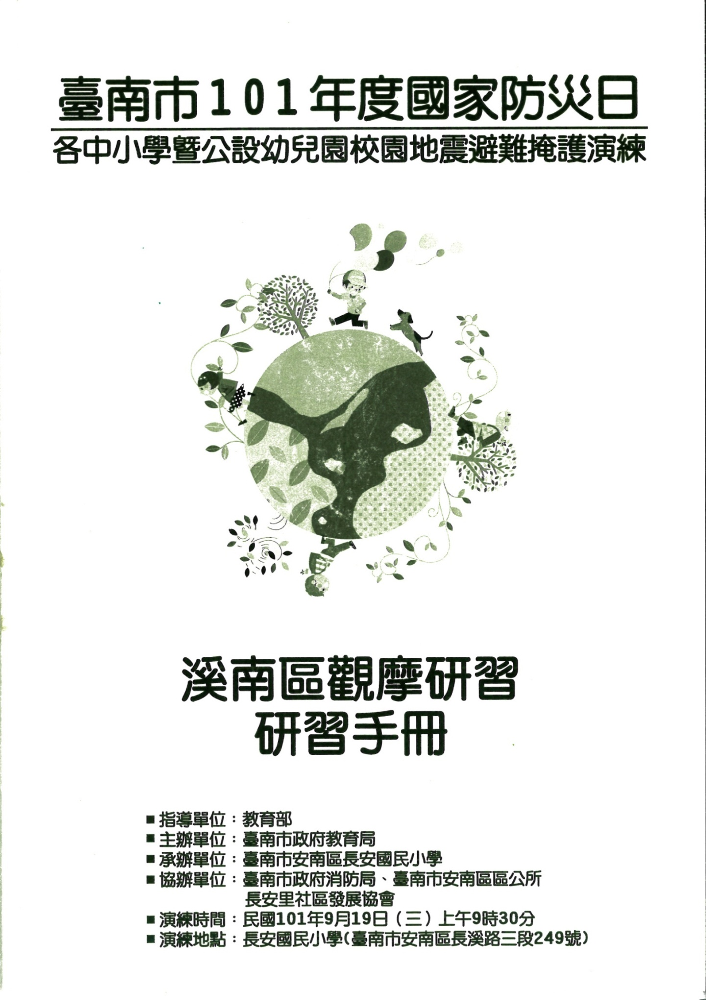 臺南市101年度國家防災日
各中小學暨公設幼兒園校園地震避難掩護演練
溪南區觀摩研習
研習手冊
■指導單位：教育部
■主辦單位：臺南市政府教育局
■承辦單位：臺南市安南區長安國民小學
■協辦單位：臺南市政府消防局、臺南市安南區區公所
長安里社區發展協會
■演練時間：民國101年9月19日（三）上午9時30分
■演練地點：長安國民小學(臺南市安南區長溪路三段249號)